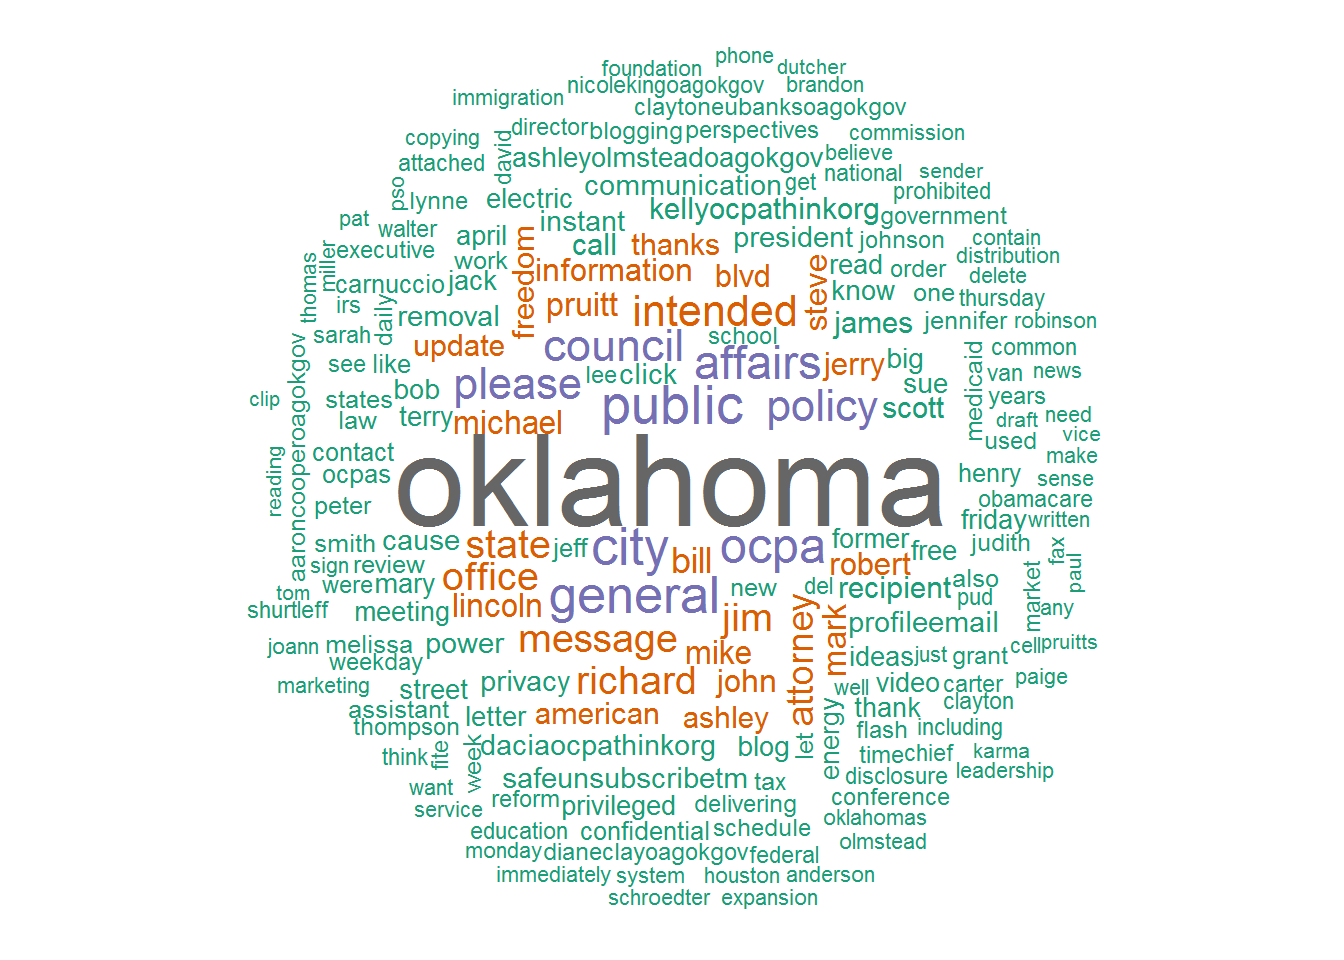 phone
foundation
dutcher
nicolekingoagokgov
brandon
immigration
claytoneubanksoagokgov
director
blogging
perspectives
commission
copying
david
ashleyolmsteadoagokgov
believe
attached
national
sender
communication
get
prohibited
pso
lynne
electric
kellyocpathinkorg
government
pat
walter
april
instant
call
thanks
president
johnson
contain
executive
miller
work
freedom
information
blvd
steve
read
order
distribution
thomas
carnuccio
jack
know
one
delete
irs
daily
pruitt
intended
thursday
sarah
removal
school
james
jennifer
robinson
update
council
affairs
jerry
big
common
see
like
lee
click
van
news
clip
states
bob
please
public
policy
sue
scott
medicaid
years
law
terry
michael
draft
need
aaroncooperoagokgov
contact
oklahoma
used
vice
make
reading
ocpas
henry
sense
peter
obamacare
friday
written
smith
cause
state
jeff
city
bill
ocpa
former
free
judith
sign
review
office
robert
fax
paul
tom
were
mary
general
new
del
recipient
also
market
shurtleff
meeting
lincoln
jim
attorney
mark
pud
any
profileemail
joann
melissa
power
message
mike
ideas
just
grant
cell
pruitts
weekday
marketing
street
privacy
richard
john
well
video
carter
paige
assistant
letter
american
ashley
thank
clayton
thompson
let
energy
flash
including
think
fite
week
daciaocpathinkorg
blog
time
chief
karma
want
safeunsubscribetm
tax
disclosure
leadership
service
reform
privileged
delivering
conference
education
confidential
schedule
oklahomas
monday
dianeclayoagokgov
federal
olmstead
immediately
system
houston
anderson
schroedter
expansion